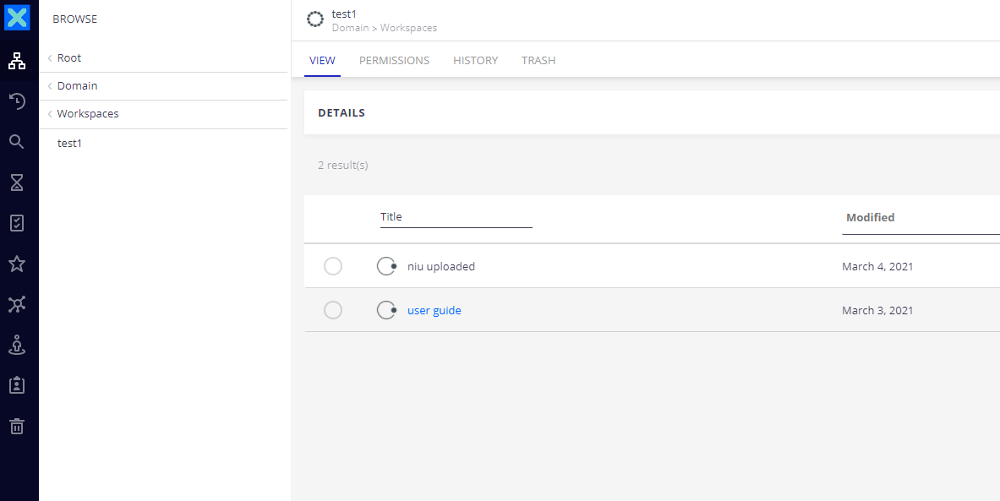 BROWSE
Root
Domain
Workspaces
test1
test1
Domain > Workspaces
VIEW PERMISSIONS HISTORY TRASH
DETAILS
2 result(s)
Title Modified
niu uploaded March 4, 2021
user guide March 3, 2021